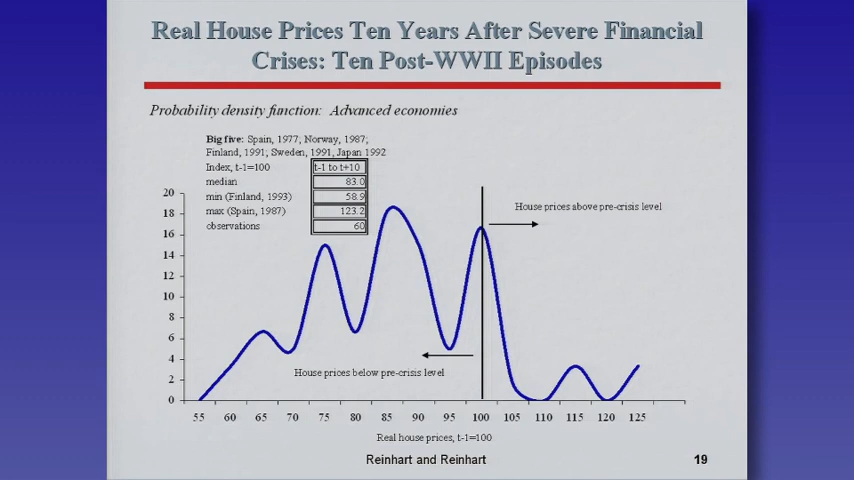 Real House Prices Ten Years After Severe Financial
Crises: Ten Post-WWII Episodes
Probability density function: Advanced economies
Big five: Spain, 1977; Norway, 1987;
Finland, 1991; Sweden, 1991, Japan 1992
Index, t-1=100 t-1 to t+10
median 83.0
min (Finland, 1993) 58.9
max (Spain, 1987) 123.2
observations 60
20
18
16
14
12
10
8
6
4
2
0
House prices above pre-crisis level
House prices below pre-crisis level
55 60 65 70 75 80 85 90 95 100 105 110 115 120 125
Real house prices, t-1=100
Reinhart and Reinhart
19